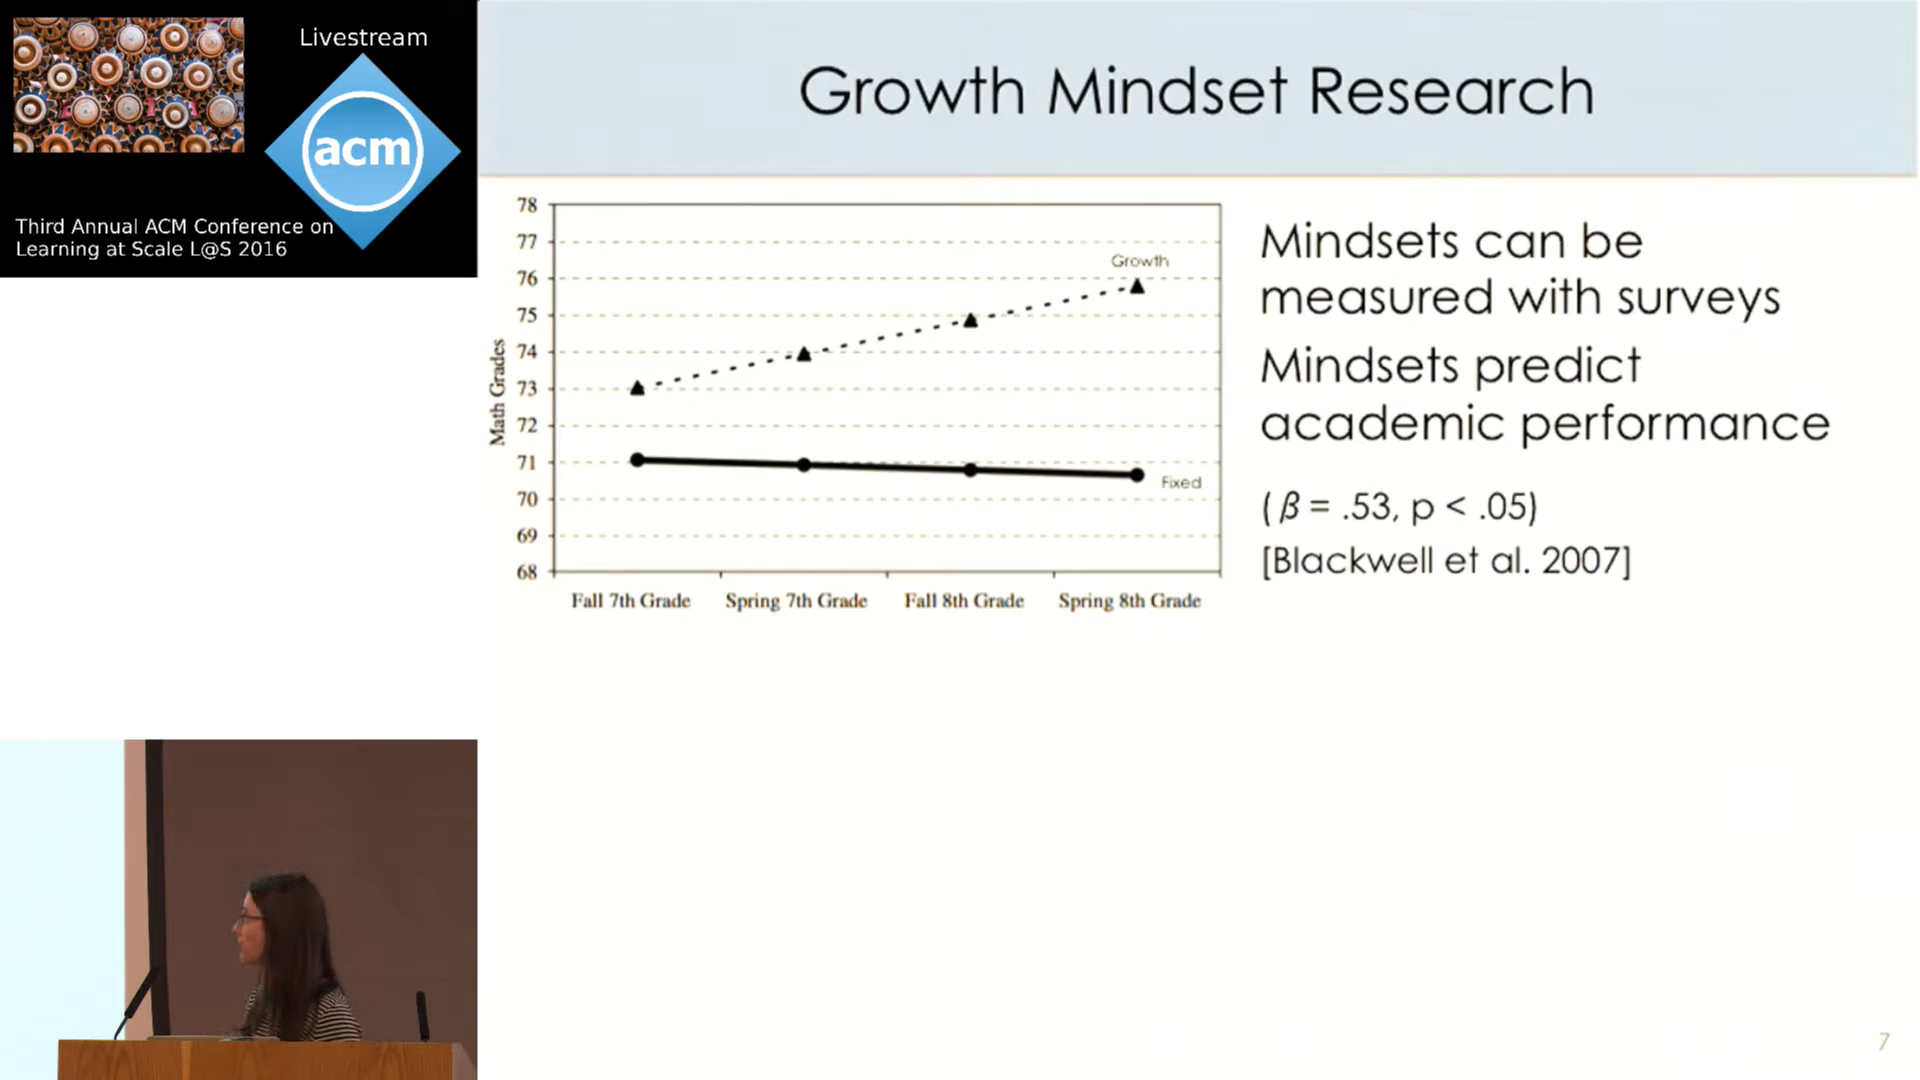 Livestream
acm
Third Annual ACM Conference on
Learning at Scale L@S 2016
Growth Mindset Research
78
77
76
75
74
73
72
71
70
69
68
Math Grades
Growth
Fixed
Fall 7th Grade
Spring 7th Grade
Fall 8th Grade
Spring 8th Grade
Mindsets can be
measured with surveys
Mindsets predict
academic performance
(β = .53, p < .05)
[Blackwell et al. 2007]
7